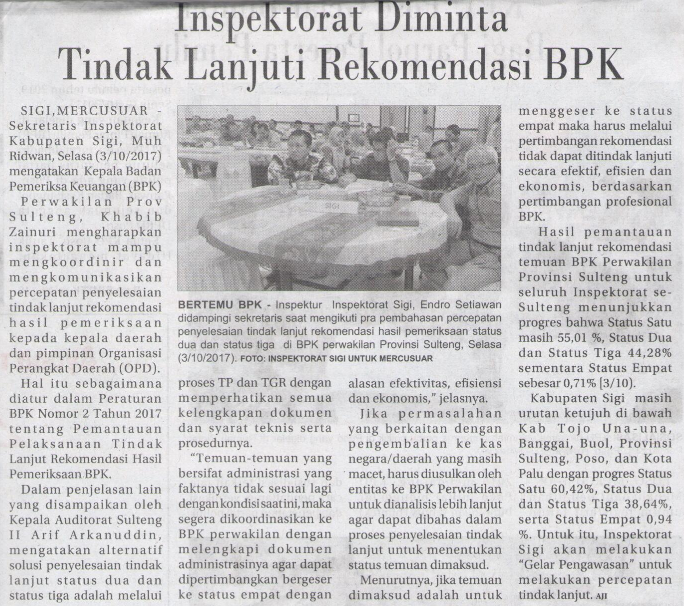 Inspektorat Diminta
Tindak Lanjuti Rekomendasi BPK
SIGI,MERCUSUAR -
Sekretaris Inspektorat
Kabupaten Sigi, Muh
Ridwan, Selasa (3/10/2017)
mengatakan Kepala Badan
Pemeriksa Keuangan (BPK)
Perwakilan Prov
Sulteng, Khabib
Zainuri mengharapkan
inspektorat mampu
mengkoordinir dan
mengkomunikasikan
percepatan penyelesaian
tindak lanjut rekomendasi
hasil pemeriksaan
kepada kepala daerah
dan pimpinan Organisasi
Perangkat Daerah (OPD).
Hal itu sebagaimana
diatur dalam Peraturan
BPK Nomor 2 Tahun 2017
tentang Pemantauan
Pelaksanaan Tindak
Lanjut Rekomendasi Hasil
Pemeriksaan BPK.
Dalam penjelasan lain
yang disampaikan oleh
Kepala Auditorat Sulteng
II Arif Arkanuddin,
mengatakan alternatif
solusi penyelesaian tindak
lanjut status dua dan
status tiga adalah melalui
SIGI
BERTEMU BPK - Inspektur Inspektorat Sigi, Endro Setiawan
didampingi sekretaris saat mengikuti pra pembahasan percepatan
penyelesaian tindak lanjut rekomendasi hasil pemeriksaan status
dua dan status tiga di BPK perwakilan Provinsi Sulteng, Selasa
(3/10/2017). FOTO: INSPEKTORAT SIGI UNTUK MERCUSUAR
proses TP dan TGR dengan
memperhatikan semua
kelengkapan dokumen
dan syarat teknis serta
prosedurnya.
"Temuan-temuan yang
bersifat administrasi yang
faktanya tidak sesuai lagi
dengan kondisi saat ini, maka
segera dikoordinasikan ke
BPK perwakilan dengan
melengkapi dokumen
administrasinya agar dapat
dipertimbangkan bergeser
ke status empat dengan
alasan efektivitas, efisiensi
dan ekonomis," jelasnya.
Jika permasalahan
yang berkaitan dengan
pengembalian ke kas
negara/daerah yang masih
macet, harus diusulkan oleh
entitas ke BPK Perwakilan
untuk dianalisis lebih lanjut
agar dapat dibahas dalam
proses penyelesaian tindak
lanjut untuk menentukan
status temuan dimaksud.
Menurutnya, jika temuan
dimaksud adalah untuk
menggeser ke status
empat maka harus melalui
pertimbangan rekomendasi
tidak dapat ditindak lanjuti
secara efektif, efisien dan
ekonomis, berdasarkan
pertimbangan profesional
BPK.
Hasil pemantauan
tindak lanjut rekomendasi
temuan BPK Perwakilan
Provinsi Sulteng untuk
seluruh Inspektorat se-
Sulteng menunjukkan
progres bahwa Status Satu
masih 55,01 %, Status Dua
dan Status Tiga 44,28%
sementara Status Empat
sebesar 0,71% [3/10).
Kabupaten Sigi masih
urutan ketujuh di bawah
Kab Tojo Una-una,
Banggai, Buol, Provinsi
Sulteng, Poso, dan Kota
Palu dengan progres Status
Satu 60,42%, Status Dua
dan Status Tiga 38,64%,
serta Status Empat 0,94
%. Untuk itu, Inspektorat
Sigi akan melakukan
"Gelar Pengawasan" untuk
melakukan percepatan
tindak lanjut. AJI